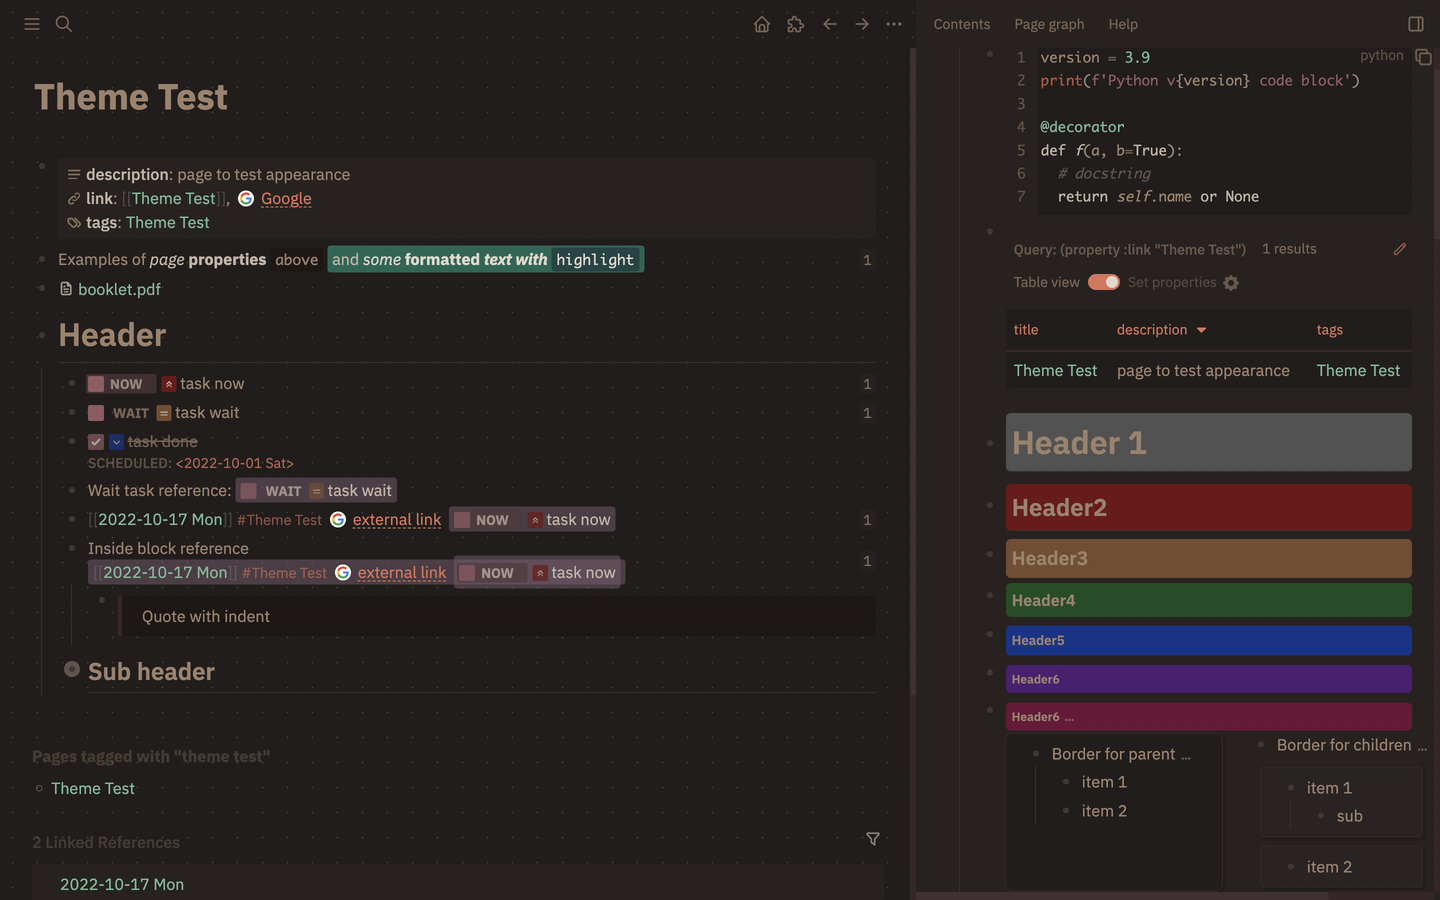 Theme Test
description: page to test appearance
link: [[Theme Test]], Google
tags: Theme Test
Examples of page properties above and some formatted text with highlight 1
booklet.pdf
Header
NOW task now 1
WAIT = task wait 1
task done
SCHEDULED: <2022-10-01 Sat>
Wait task reference: WAIT = task wait
[[2022-10-17 Mon]] #Theme Test external link NOW task now 1
Inside block reference 1
[[2022-10-17 Mon]] #Theme Test external link NOW task now
Quote with indent
Sub header
Pages tagged with "theme test"
Theme Test
2 Linked References
2022-10-17 Mon
Contents Page graph Help
python
1 version = 3.9
2 print(f'Python v{version} code block')
3
4 @decorator
5 def f(a, b=True):
6 # docstring
7 return self.name or None
Query: (property :link "Theme Test") 1 results
Table view Set properties
title description tags
Theme Test page to test appearance Theme Test
Header 1
Header2
Header3
Header4
Header5
Header6
Header6 ...
Border for parent ...
item 1
item 2
Border for children ...
item 1
sub
item 2